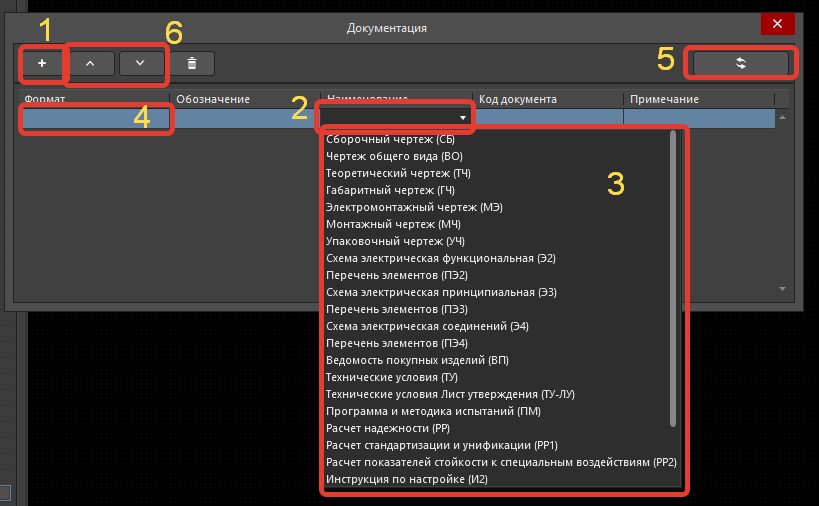 1
6
Документация
5
Формат Обозначение Наименование Код документа Примечание
4
2
Сборочный чертеж (СБ)
Чертеж общего вида (ВО)
Теоретический чертеж (ТЧ)
3
Габаритный чертеж (ГЧ)
Электромонтажный чертеж (МЭ)
Монтажный чертеж (МЧ)
Упаковочный чертеж (УЧ)
Схема электрическая функциональная (Э2)
Перечень элементов (ПЭ2)
Схема электрическая принципиальная (Э3)
Перечень элементов (ПЭ3)
Схема электрическая соединений (Э4)
Перечень элементов (ПЭ4)
Ведомость покупных изделий (ВП)
Технические условия (ТУ)
Технические условия Лист утверждения (ТУ-ЛУ)
Программа и методика испытаний (ПМ)
Расчет надежности (РР)
Расчет стандартизации и унификации (РР1)
Расчет показателей стойкости к специальным воздействиям (РР2)
Инструкция по настройке (И2)